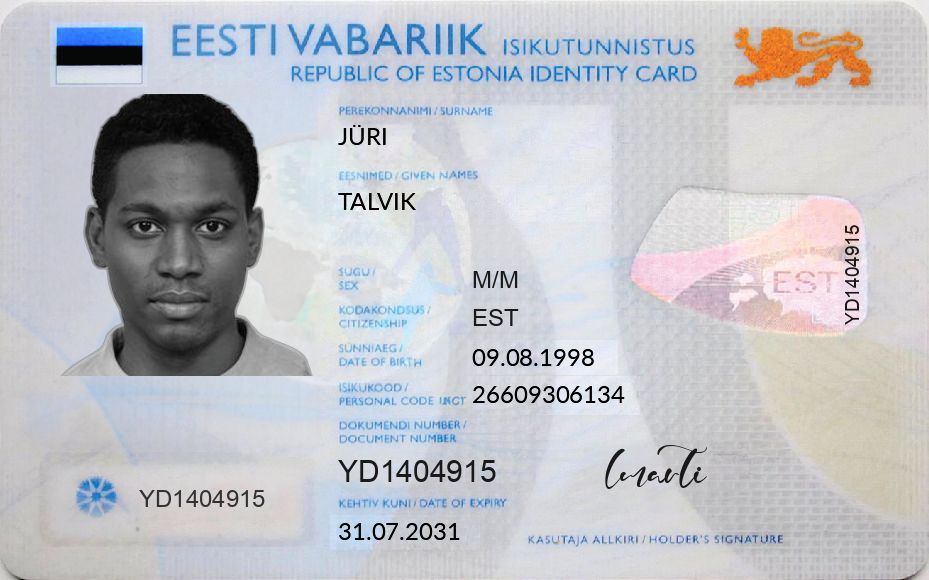 EESTI VABARIIK ISIKUTUNNISTUS
REPUBLIC OF ESTONIA IDENTITY CARD
PEREKONNANIMI / SURNAME
JÜRI
EESNIMED / GIVEN NAMES
TALVIK
SUGU /
SEX
M/M
KODAKONDSUS /
CITIZENSHIP
EST
SÜNNIAEG /
DATE OF BIRTH
09.08.1998
ISIKUKOOD /
PERSONAL CODE
26609306134
DOKUMENDI NUMBER /
DOCUMENT NUMBER
YD1404915
KEHTIV KUNI / DATE OF EXPIRY
31.07.2031
YD1404915
EST
YD1404915
KASUTAJA ALLKIRI / HOLDER'S SIGNATURE